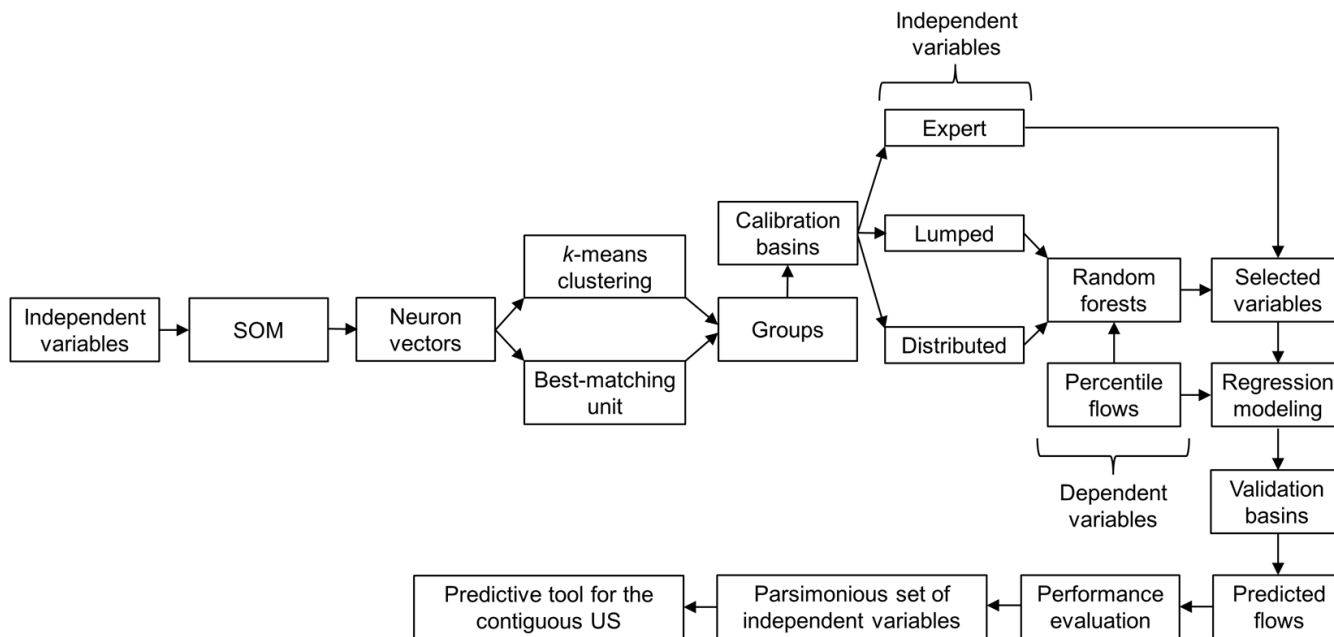 Independent
variables
Expert
Calibration
basins
Lumped
k-means
clustering
Random
forests
Selected
variables
Independent
variables
SOM
Neuron
vectors
Groups
Distributed
Best-matching
unit
Percentile
flows
Regression
modeling
Dependent
variables
Validation
basins
Predictive tool for the
contiguous US
Parsimonious set of
independent variables
Performance
evaluation
Predicted
flows